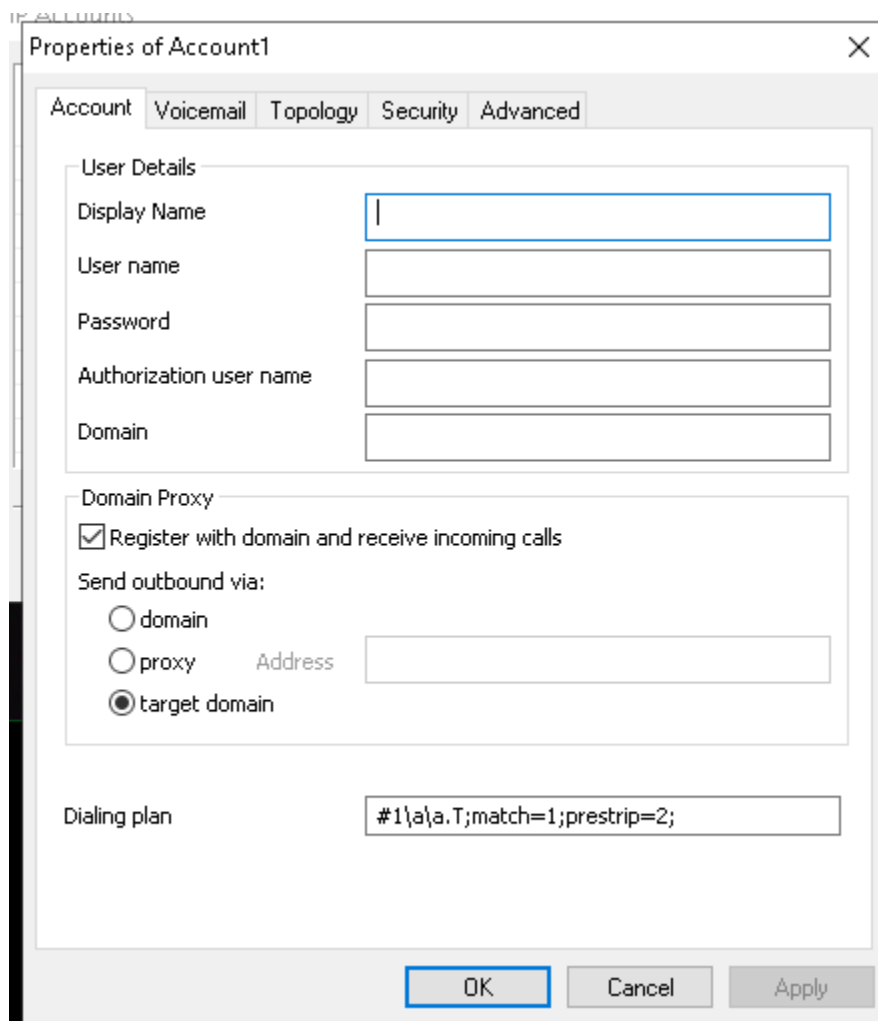 Accounts
Properties of Account1
Account Voicemail Topology Security Advanced
User Details
Display Name
User name
Password
Authorization user name
Domain
Domain Proxy
Register with domain and receive incoming calls
Send outbound via:
domain
proxy Address
target domain
Dialing plan #1\a\a.T;match=1;prestrip=2;
OK Cancel Apply